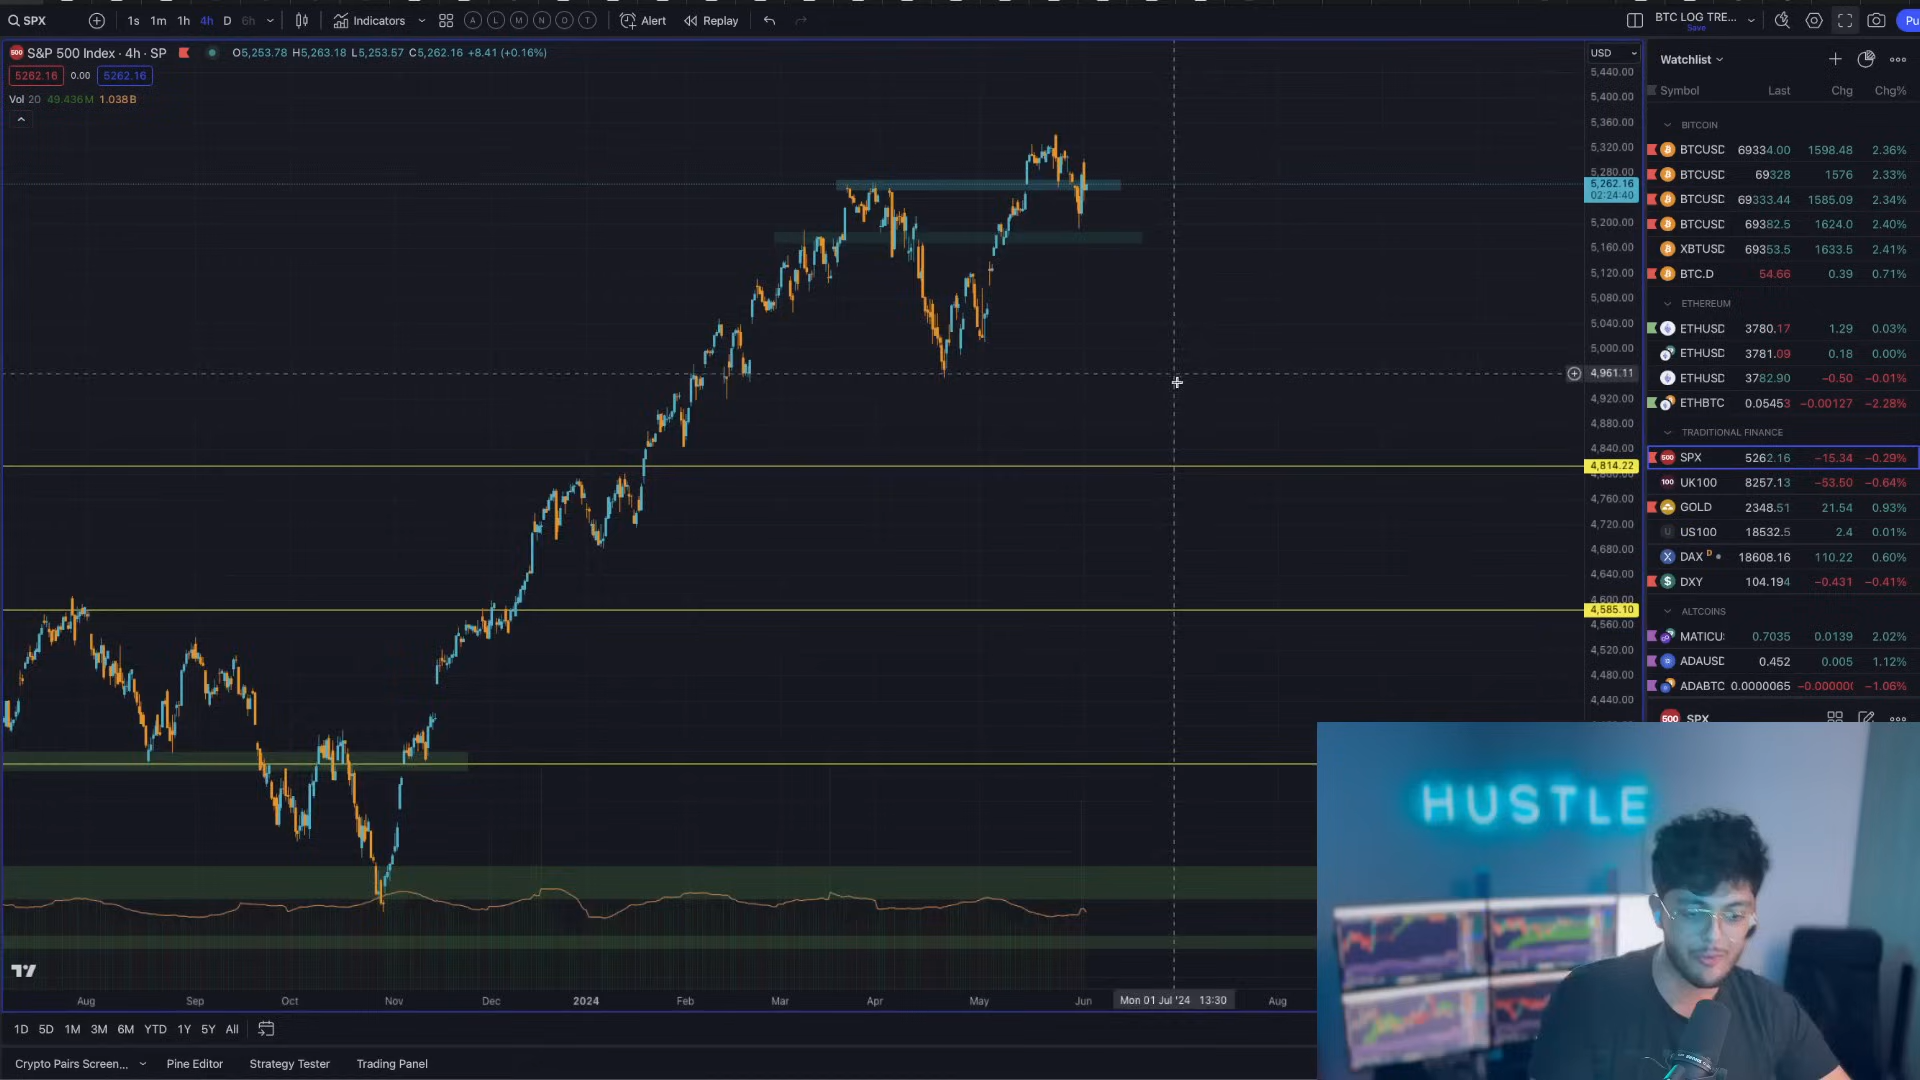 SPX 1s 1m 1h 4h D 6h Indicators A L M N O T Alert Replay BTC LOG TRE... Save Pu
S&P 500 Index · 4h · SP O5,253.78 H5,263.18 L5,253.57 C5,262.16 +8.41 (+0.16%)
5262.16 0.00 5262.16
Vol 20 49.436M 1.038B
USD
5,440.00
5,400.00
5,360.00
5,320.00
5,280.00
5,262.16
02:24:40
5,200.00
5,160.00
5,120.00
5,080.00
5,040.00
5,000.00
4,961.11
4,920.00
4,880.00
4,840.00
4,814.22
4,760.00
4,720.00
4,680.00
4,640.00
4,600.00
4,585.10
4,560.00
4,520.00
4,480.00
4,440.00
Aug Sep Oct Nov Dec 2024 Feb Mar Apr May Jun Mon 01 Jul '24 13:30 Aug
1D 5D 1M 3M 6M YTD 1Y 5Y All
Crypto Pairs Screen... Pine Editor Strategy Tester Trading Panel
Watchlist
Symbol Last Chg Chg%
BITCOIN
BTCUSD 69334.00 1598.48 2.36%
BTCUSD 69328 1576 2.33%
BTCUSD 69333.44 1585.09 2.34%
BTCUSD 69382.5 1624.0 2.40%
XBTUSD 69353.5 1633.5 2.41%
BTC.D 54.66 0.39 0.71%
ETHEREUM
ETHUSD 3780.17 1.29 0.03%
ETHUSD 3781.09 0.18 0.00%
ETHUSD 3782.90 −0.50 −0.01%
ETHBTC 0.05453 −0.00127 −2.28%
TRADITIONAL FINANCE
500 SPX 5262.16 −15.34 −0.29%
100 UK100 8257.13 −53.50 −0.64%
GOLD 2348.51 21.54 0.93%
US100 18532.5 2.4 0.01%
DAX D 18608.16 110.22 0.60%
DXY 104.194 −0.431 −0.41%
ALTCOINS
MATICU 0.7035 0.0139 2.02%
ADAUSD 0.452 0.005 1.12%
ADABTC 0.0000065 −0.000000 −1.06%
500 SPX
HUSTLE